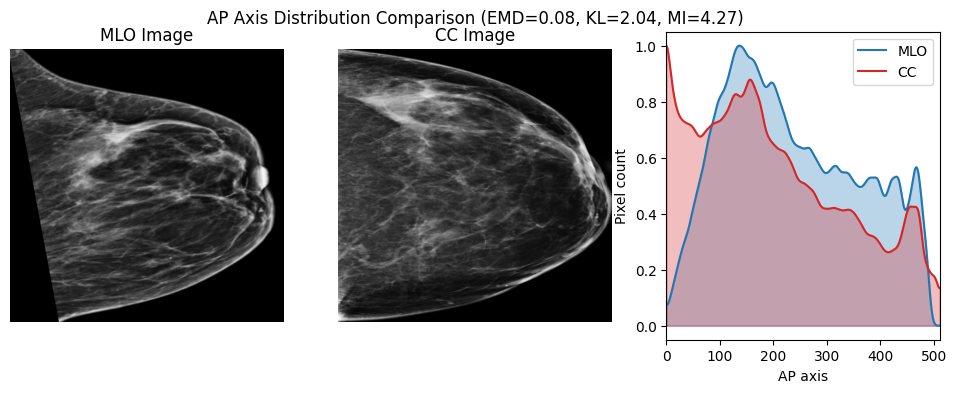 AP Axis Distribution Comparison (EMD=0.08, KL=2.04, MI=4.27)
MLO Image
CC Image
MLO
CC
Pixel count
1.0
0.8
0.6
0.4
0.2
0.0
0 100 200 300 400 500
AP axis